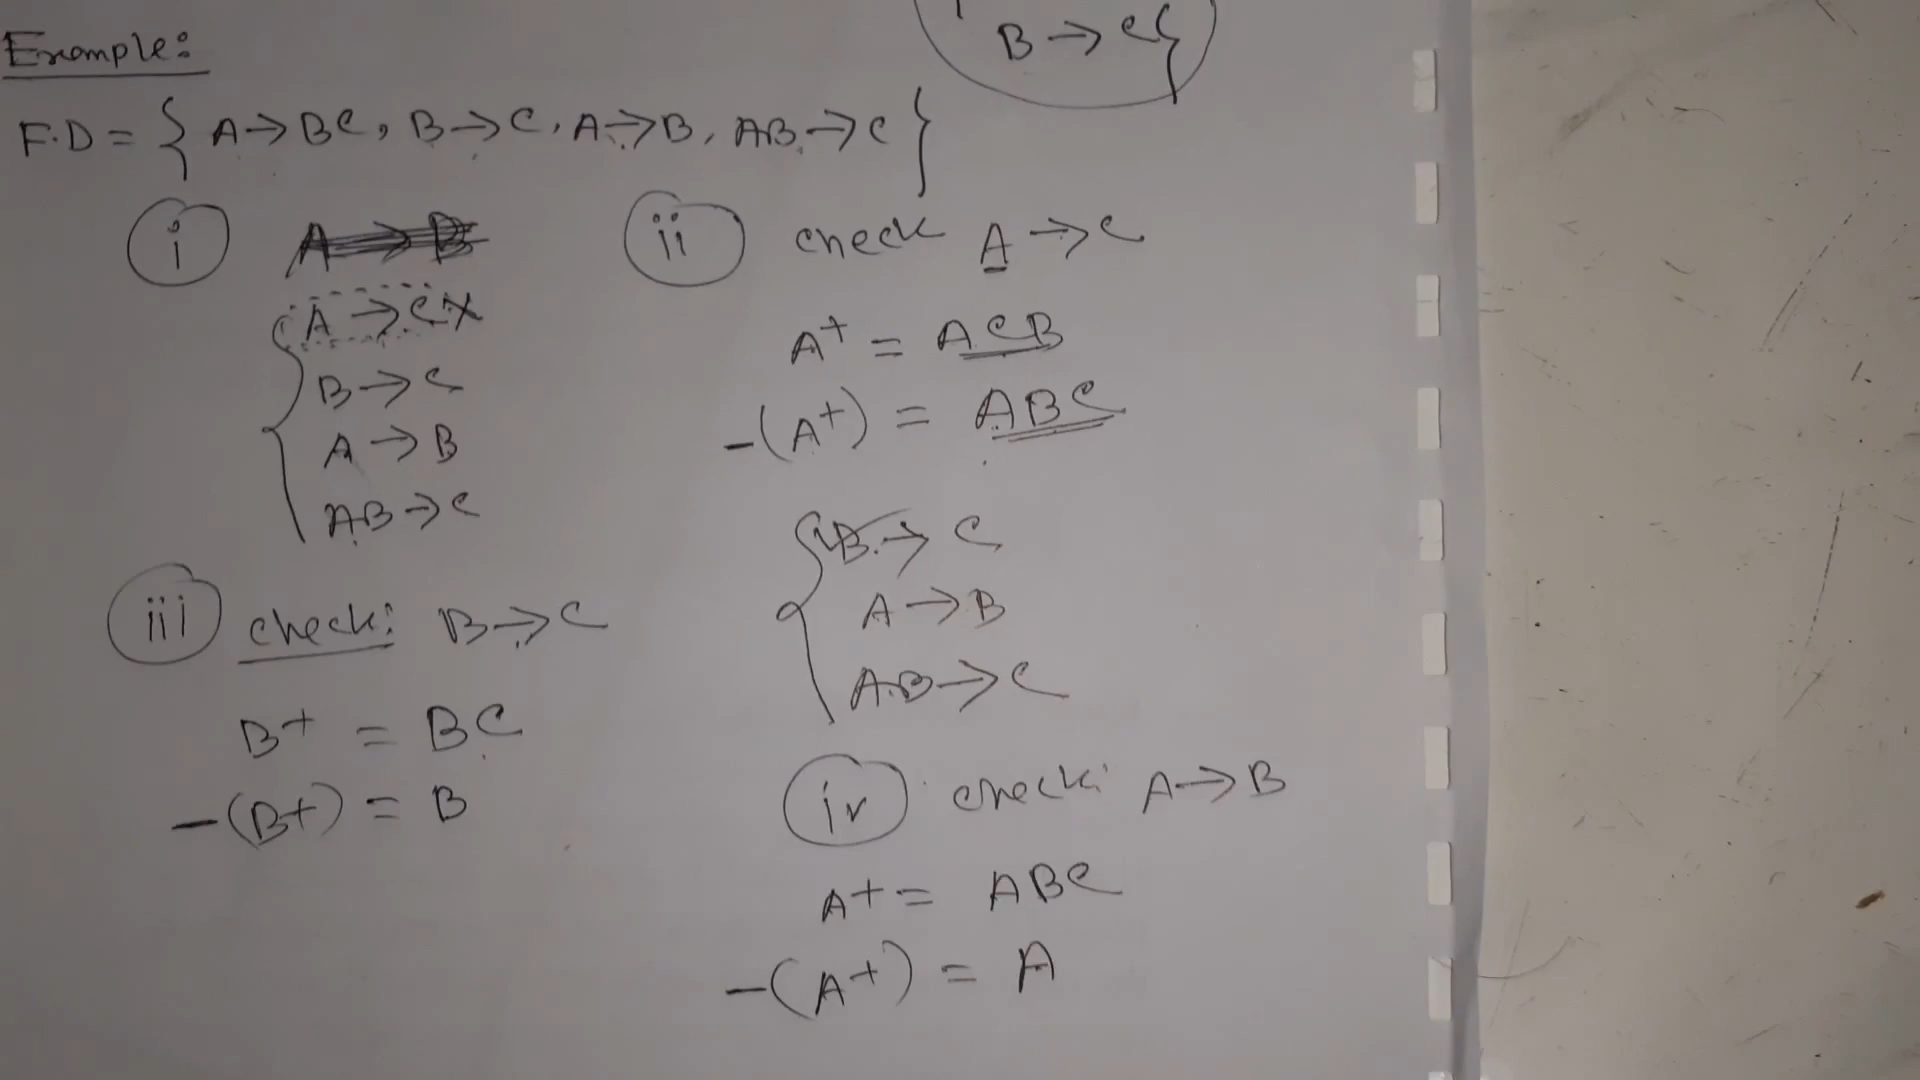 B → C}
Example:
F.D = { A → BC, B → C, A → B, AB → C }
i
A → B
A → C X
B → C
A → B
AB → C
ii check A → C
A+ = ACB
-(A+) = ABC
B → C
A → B
AB → C
iii check: B → C
B+ = BC
-(B+) = B
iv check: A → B
A+ = ABC
-(A+) = A